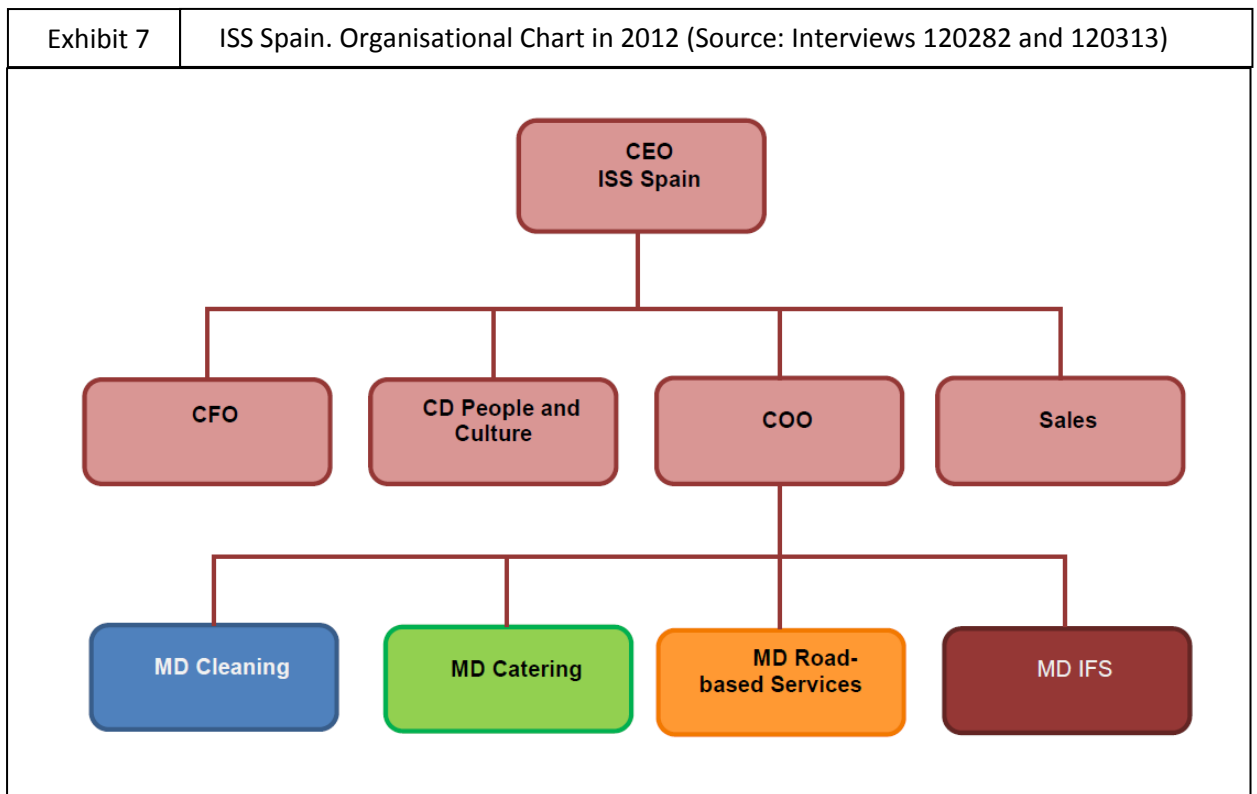 Exhibit 7
ISS Spain. Organisational Chart in 2012 (Source: Interviews 120282 and 120313)
CEO
ISS Spain
CFO
CD People and
Culture
COO
Sales
MD Cleaning
MD Catering
MD Road-
based Services
MD IFS